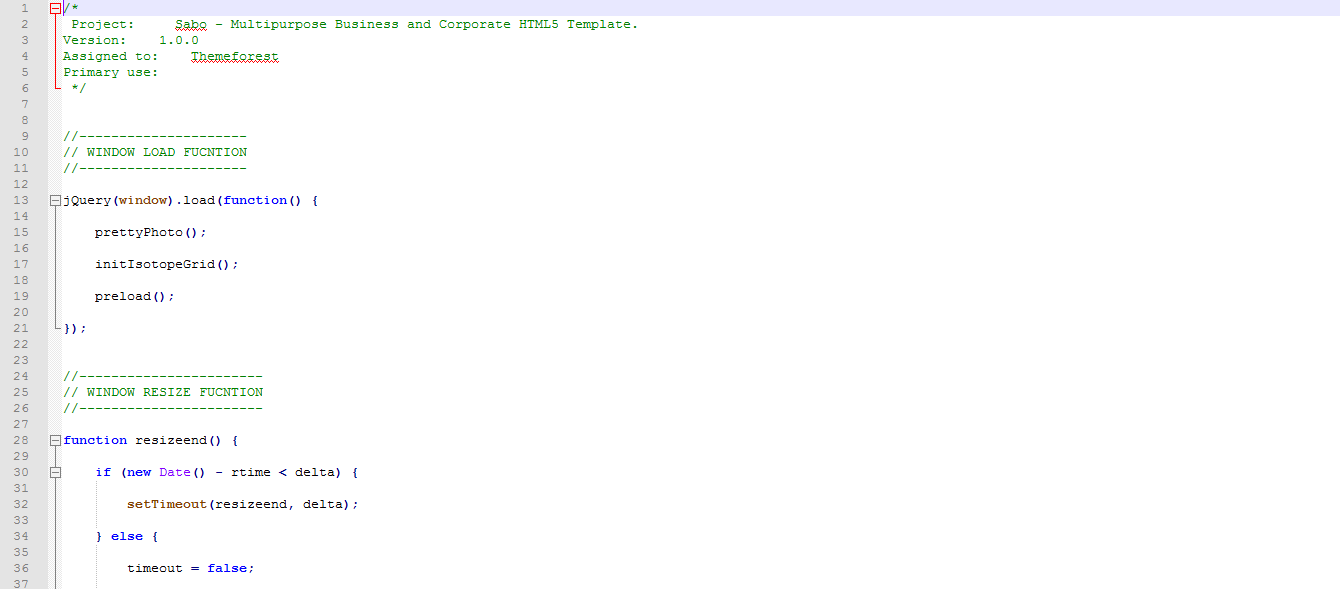 1 /*
2 Project: Sabo - Multipurpose Business and Corporate HTML5 Template.
3 Version: 1.0.0
4 Assigned to: Themeforest
5 Primary use:
6 */
7
8
9 //---------------------
10 // WINDOW LOAD FUCNTION
11 //---------------------
12
13 jQuery(window).load(function() {
14
15 prettyPhoto();
16
17 initIsotopeGrid();
18
19 preload();
20
21 });
22
23
24 //-----------------------
25 // WINDOW RESIZE FUCNTION
26 //-----------------------
27
28 function resizeend() {
29
30 if (new Date() - rtime < delta) {
31
32 setTimeout(resizeend, delta);
33
34 } else {
35
36 timeout = false;
37